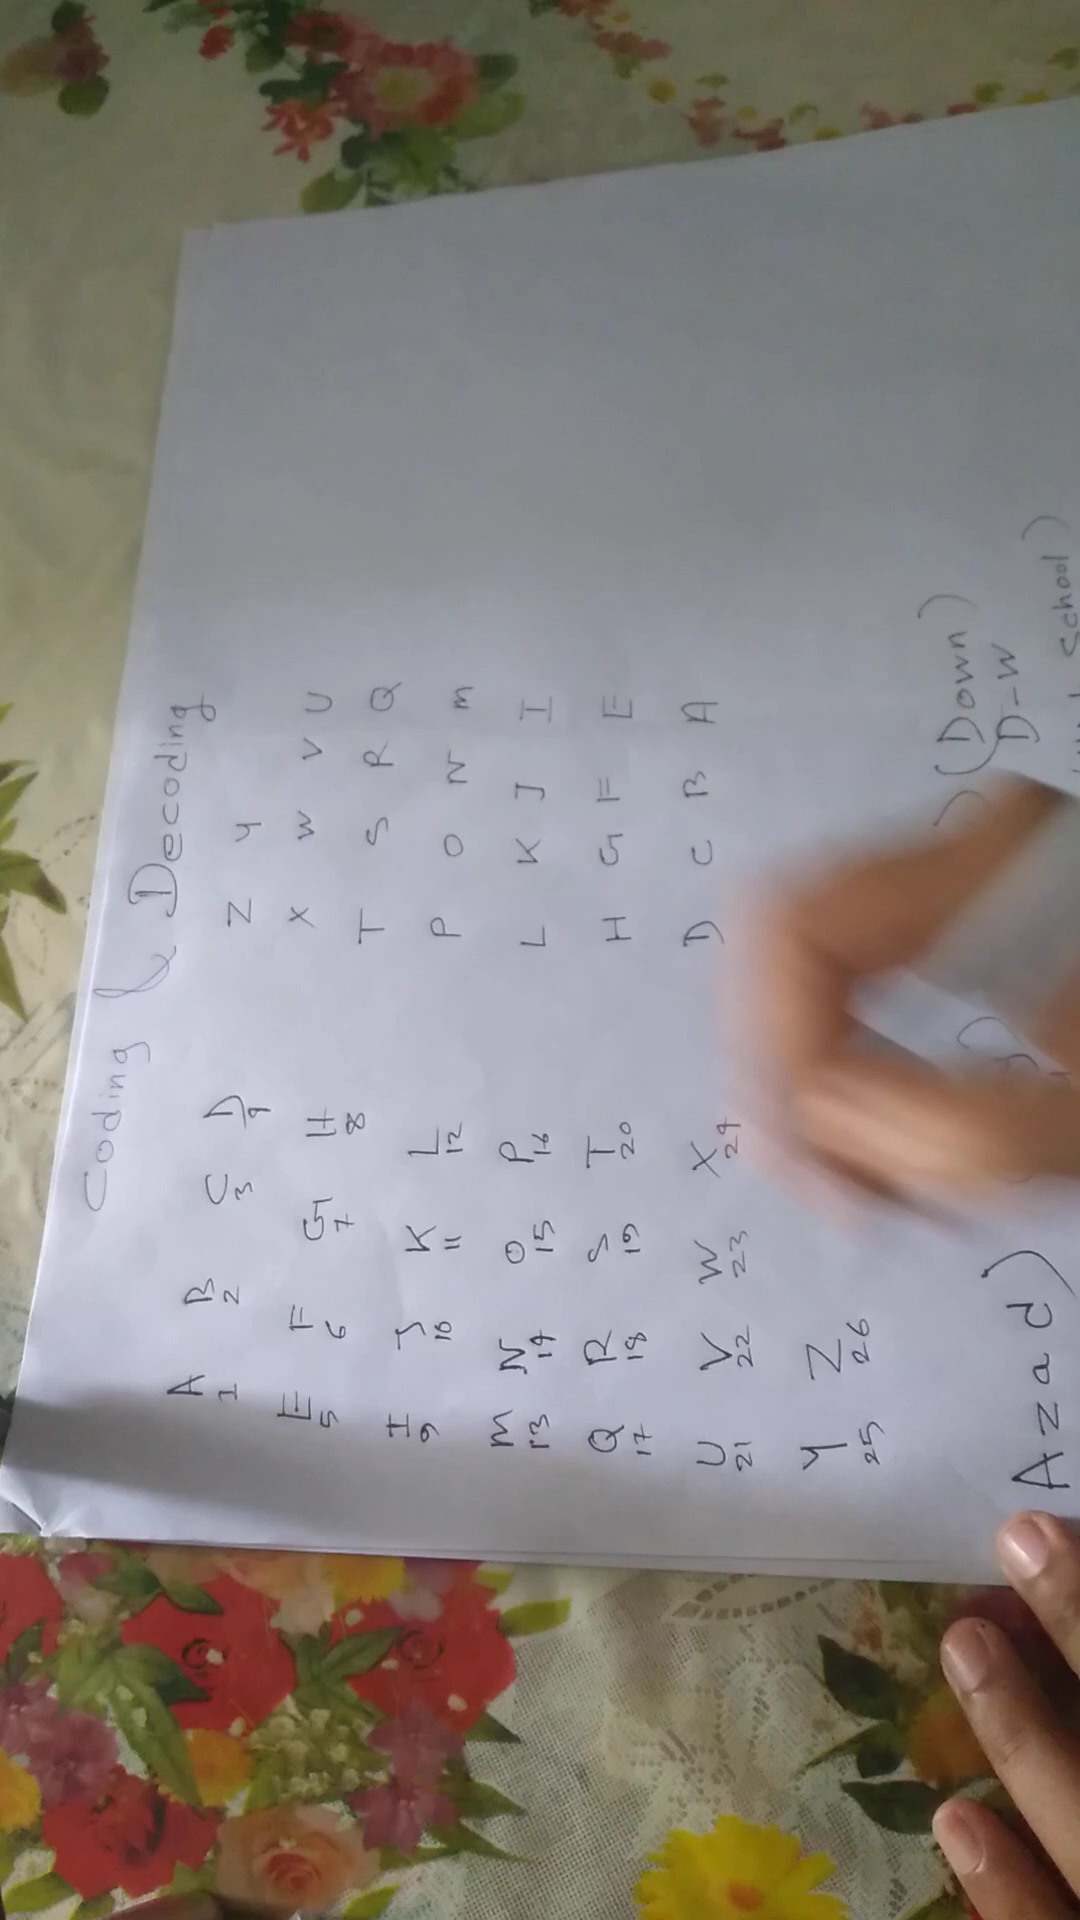 Coding & Decoding
A B C D
1 2 3 4
E F G H
5 6 7 8
I J K L
9 10 11 12
M N O P
13 14 15 16
Q R S T
17 18 19 20
U V W X
21 22 23 24
Y Z
25 26
Z Y
X W V U
T S R Q
P O N M
L K J I
H G F E
D C B A
Azad) (Down)
D-W
School)